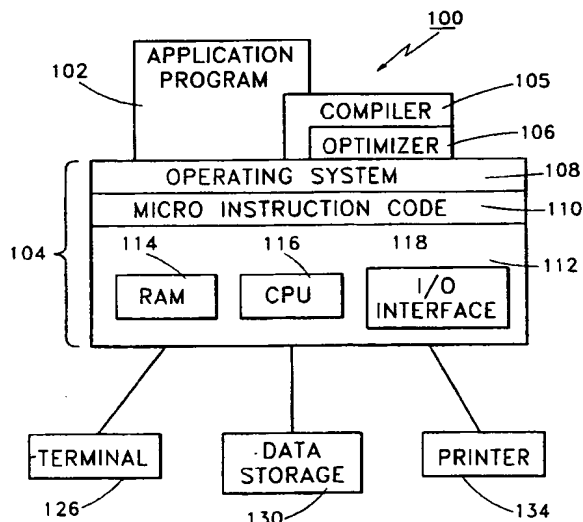 100
102
APPLICATION
PROGRAM
105
COMPILER
106
OPTIMIZER
OPERATING SYSTEM
108
MICRO INSTRUCTION CODE
110
104
114
116
118
112
RAM
CPU
I/O
INTERFACE
TERMINAL
DATA
STORAGE
PRINTER
126
130
134